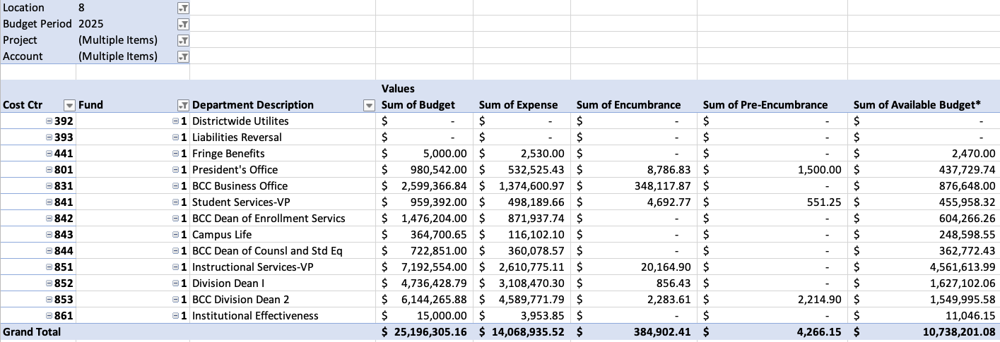 Location 8
Budget Period 2025
Project (Multiple Items)
Account (Multiple Items)
Values
Cost Ctr Fund Department Description Sum of Budget Sum of Expense Sum of Encumbrance Sum of Pre-Encumbrance Sum of Available Budget*
392 1 Districtwide Utilites $ - $ - $ - $ - $ -
393 1 Liabilities Reversal $ - $ - $ - $ - $ -
441 1 Fringe Benefits $ 5,000.00 $ 2,530.00 $ - $ - $ 2,470.00
801 1 President's Office $ 980,542.00 $ 532,525.43 $ 8,786.83 $ 1,500.00 $ 437,729.74
831 1 BCC Business Office $ 2,599,366.84 $ 1,374,600.97 $ 348,117.87 $ - $ 876,648.00
841 1 Student Services-VP $ 959,392.00 $ 498,189.66 $ 4,692.77 $ 551.25 $ 455,958.32
842 1 BCC Dean of Enrollment Servics $ 1,476,204.00 $ 871,937.74 $ - $ - $ 604,266.26
843 1 Campus Life $ 364,700.65 $ 116,102.10 $ - $ - $ 248,598.55
844 1 BCC Dean of Counsl and Std Eq $ 722,851.00 $ 360,078.57 $ - $ - $ 362,772.43
851 1 Instructional Services-VP $ 7,192,554.00 $ 2,610,775.11 $ 20,164.90 $ - $ 4,561,613.99
852 1 Division Dean I $ 4,736,428.79 $ 3,108,470.30 $ 856.43 $ - $ 1,627,102.06
853 1 BCC Division Dean 2 $ 6,144,265.88 $ 4,589,771.79 $ 2,283.61 $ 2,214.90 $ 1,549,995.58
861 1 Institutional Effectiveness $ 15,000.00 $ 3,953.85 $ - $ - $ 11,046.15
Grand Total $ 25,196,305.16 $ 14,068,935.52 $ 384,902.41 $ 4,266.15 $ 10,738,201.08